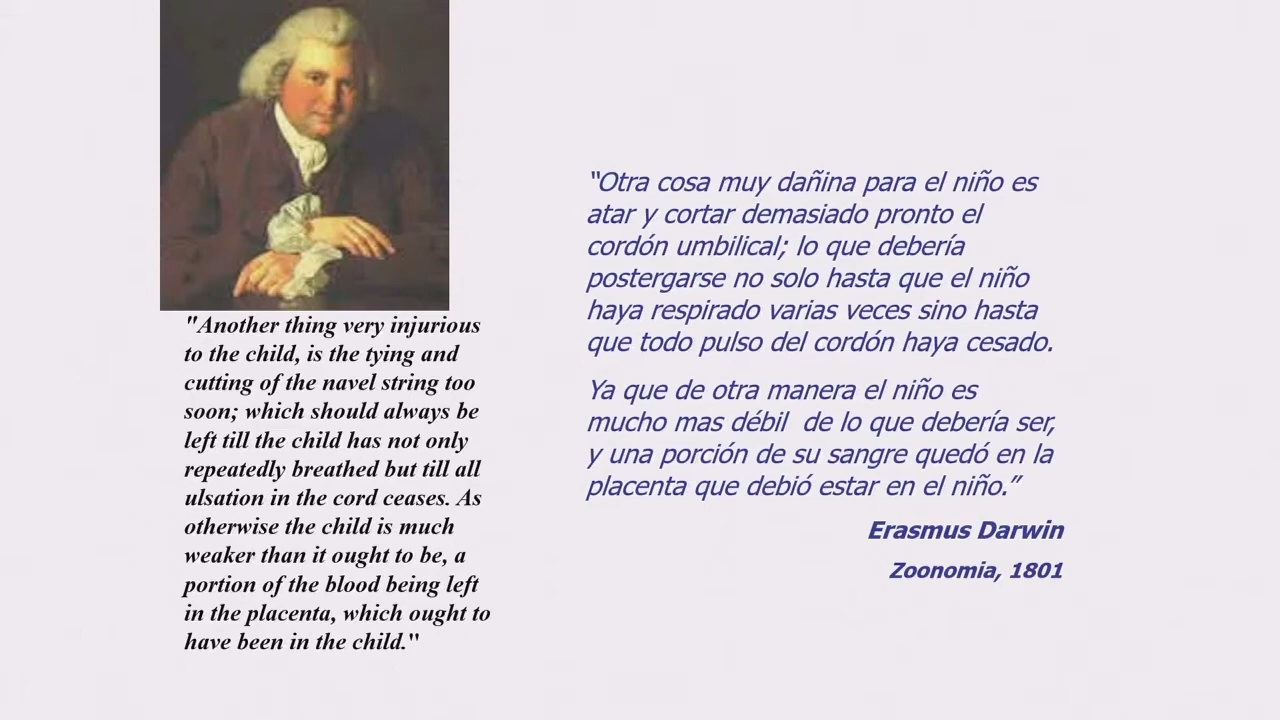 "Another thing very injurious
to the child, is the tying and
cutting of the navel string too
soon; which should always be
left till the child has not only
repeatedly breathed but till all
ulsation in the cord ceases. As
otherwise the child is much
weaker than it ought to be, a
portion of the blood being left
in the placenta, which ought to
have been in the child."
“Otra cosa muy dañina para el niño es
atar y cortar demasiado pronto el
cordón umbilical; lo que debería
postergarse no solo hasta que el niño
haya respirado varias veces sino hasta
que todo pulso del cordón haya cesado.
Ya que de otra manera el niño es
mucho mas débil  de lo que debería ser,
y una porción de su sangre quedó en la
placenta que debió estar en el niño.”
Erasmus Darwin
Zoonomia, 1801